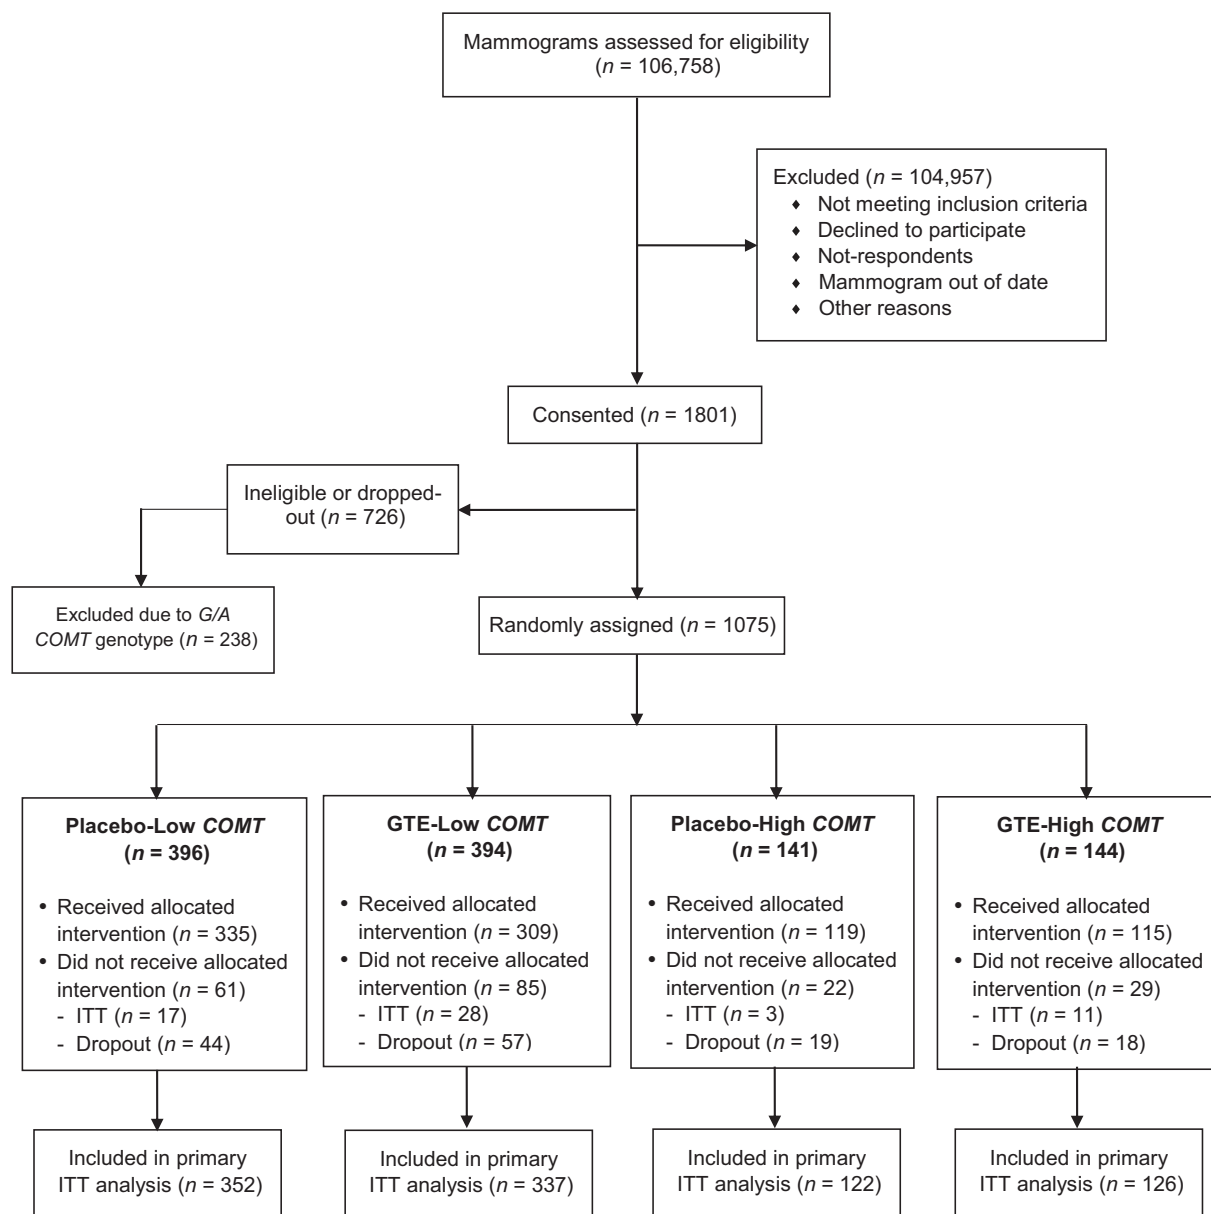 Mammograms assessed for eligibility
(n = 106,758)
Excluded (n = 104,957)
♦ Not meeting inclusion criteria
♦ Declined to participate
♦ Not-respondents
♦ Mammogram out of date
♦ Other reasons
Consented (n = 1801)
Ineligible or dropped-
out (n = 726)
Excluded due to G/A
COMT genotype (n = 238)
Randomly assigned (n = 1075)
Placebo-Low COMT
(n = 396)
• Received allocated
intervention (n = 335)
• Did not receive allocated
intervention (n = 61)
- ITT (n = 17)
- Dropout (n = 44)
GTE-Low COMT
(n = 394)
• Received allocated
intervention (n = 309)
• Did not receive allocated
intervention (n = 85)
- ITT (n = 28)
- Dropout (n = 57)
Placebo-High COMT
(n = 141)
• Received allocated
intervention (n = 119)
• Did not receive allocated
intervention (n = 22)
- ITT (n = 3)
- Dropout (n = 19)
GTE-High COMT
(n = 144)
• Received allocated
intervention (n = 115)
• Did not receive allocated
intervention (n = 29)
- ITT (n = 11)
- Dropout (n = 18)
Included in primary
ITT analysis (n = 352)
Included in primary
ITT analysis (n = 337)
Included in primary
ITT analysis (n = 122)
Included in primary
ITT analysis (n = 126)